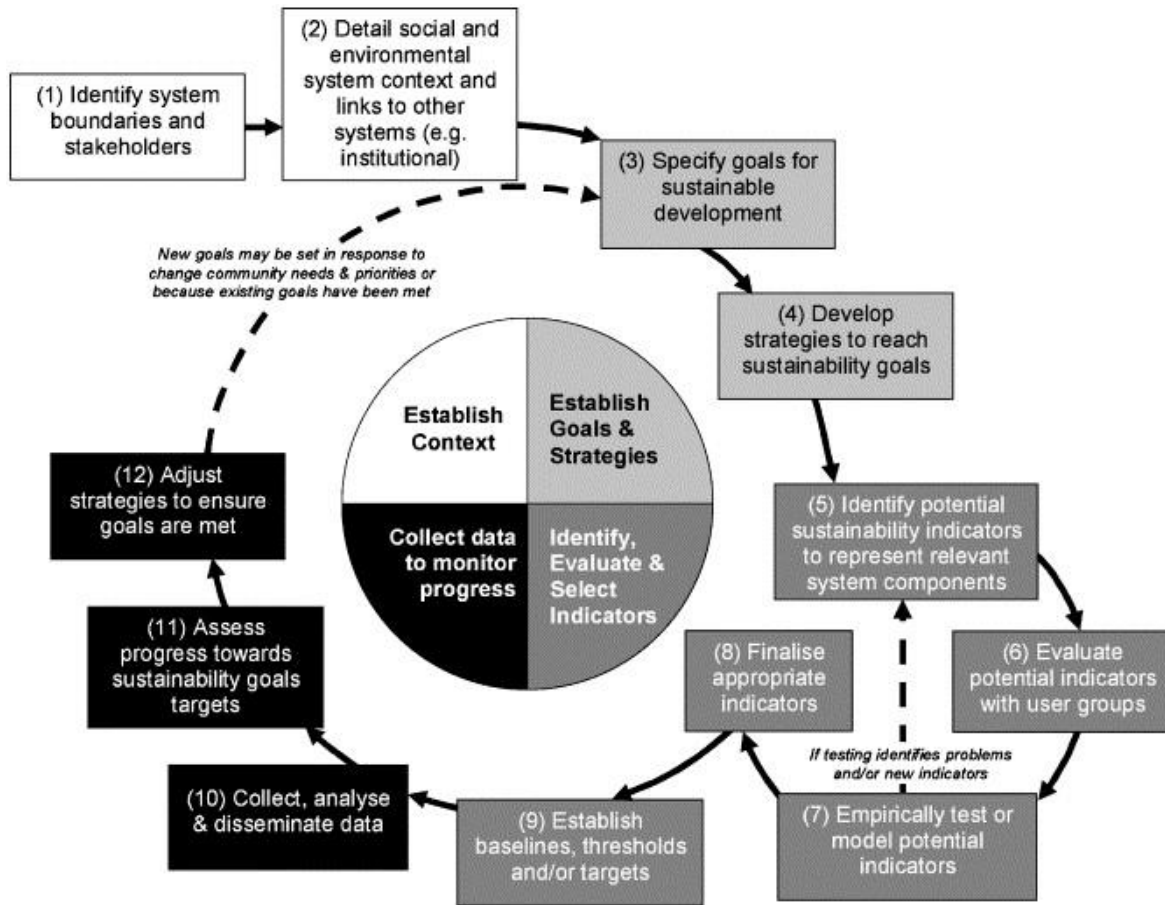 (1) Identify system
boundaries and
stakeholders
(2) Detail social and
environmental
system context and
links to other
systems (e.g.
institutional)
(3) Specify goals for
sustainable
development
New goals may be set in response to
change community needs & priorities or
because existing goals have been met
(4) Develop
strategies to reach
sustainability goals
Establish
Context
Establish
Goals &
Strategies
Collect data
to monitor
progress
Identify,
Evaluate &
Select
Indicators
(5) Identify potential
sustainability indicators
to represent relevant
system components
(6) Evaluate
potential indicators
with user groups
If testing identifies problems
and/or new indicators
(7) Empirically test or
model potential
indicators
(8) Finalise
appropriate
indicators
(9) Establish
baselines, thresholds
and/or targets
(10) Collect, analyse
& disseminate data
(11) Assess
progress towards
sustainability goals
targets
(12) Adjust
strategies to ensure
goals are met